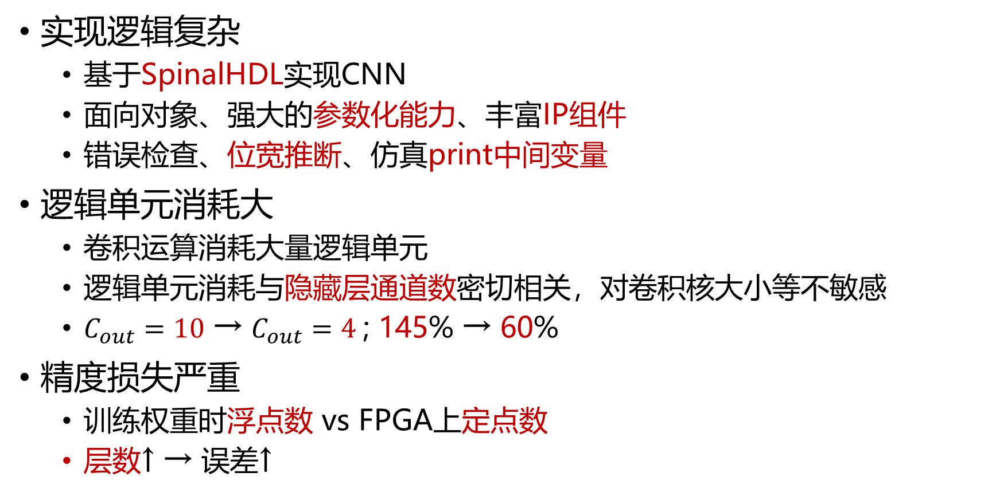 • 实现逻辑复杂
• 基于SpinalHDL实现CNN
• 面向对象、强大的参数化能力、丰富IP组件
• 错误检查、位宽推断、仿真print中间变量
• 逻辑单元消耗大
• 卷积运算消耗大量逻辑单元
• 逻辑单元消耗与隐藏层通道数密切相关，对卷积核大小等不敏感
• C_out = 10 → C_out = 4 ; 145% → 60%
• 精度损失严重
• 训练权重时浮点数 vs FPGA上定点数
• 层数↑ → 误差↑